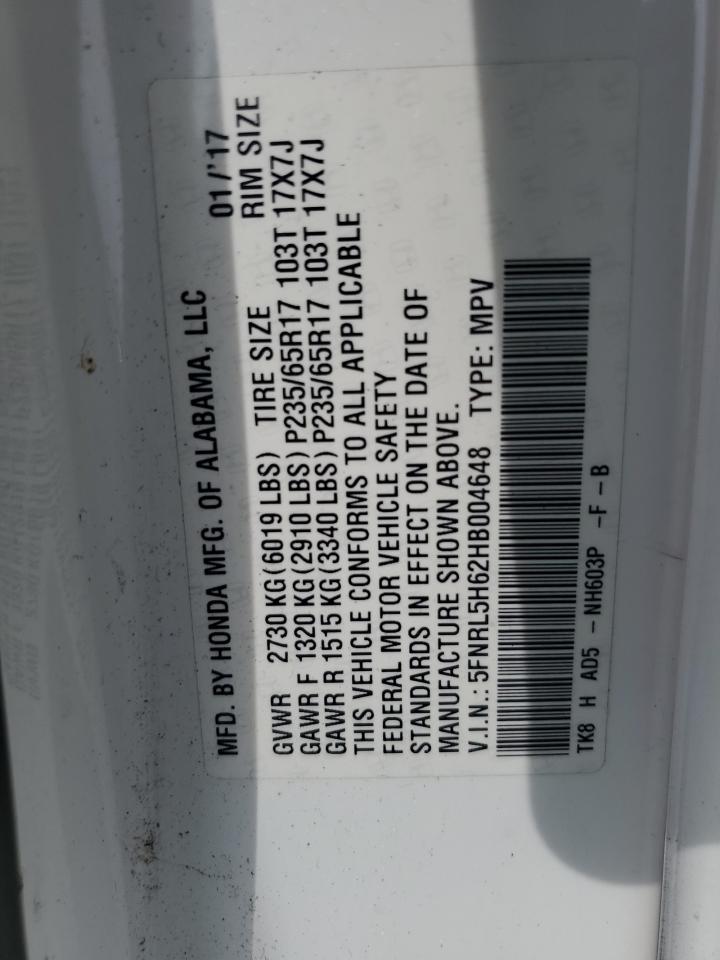 MFD. BY HONDA MFG. OF ALABAMA, LLC 01/'17
GVWR 2730 KG(6019 LBS) TIRE SIZE RIM SIZE
GAWR F 1320 KG(2910 LBS) P235/65R17 103T 17X7J
GAWR R 1515 KG(3340 LBS) P235/65R17 103T 17X7J
THIS VEHICLE CONFORMS TO ALL APPLICABLE
FEDERAL MOTOR VEHICLE SAFETY
STANDARDS IN EFFECT ON THE DATE OF
MANUFACTURE SHOWN ABOVE.
V.I.N.: 5FNRL5H62HB004648 TYPE: MPV
TK8 H AD5 - NH603P -F-B